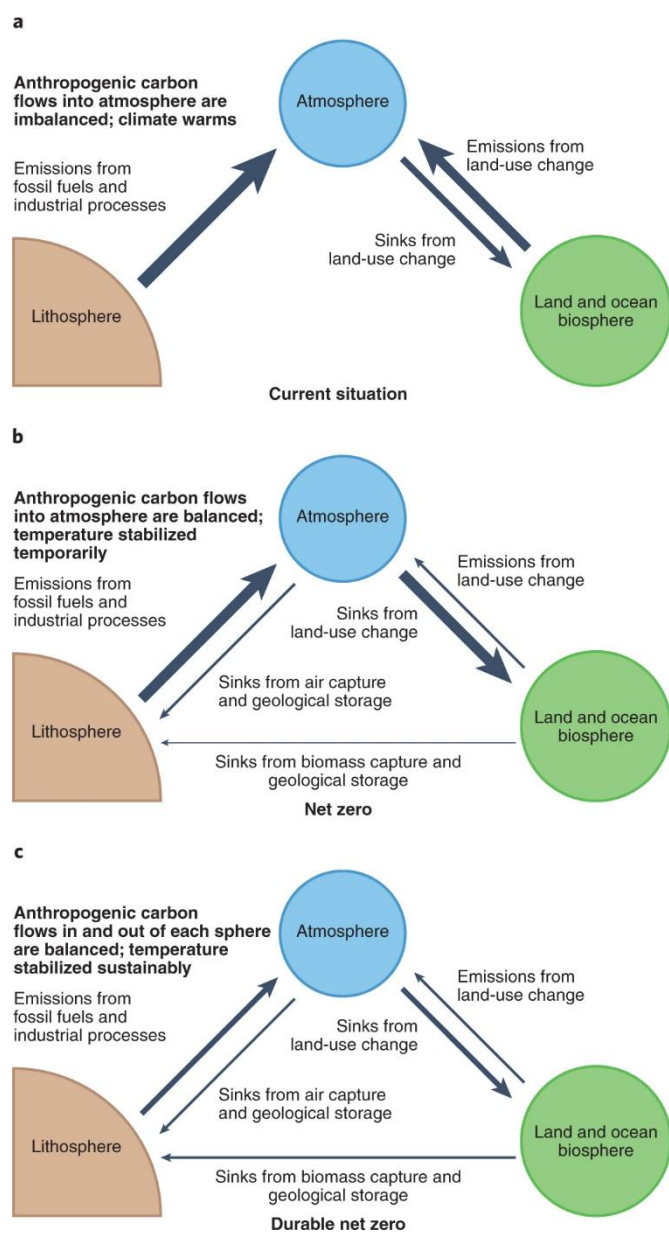 a
Anthropogenic carbon
flows into atmosphere are
imbalanced; climate warms
Atmosphere
Emissions from
land-use change
Emissions from
fossil fuels and
industrial processes
Sinks from
land-use change
Lithosphere
Land and ocean
biosphere
Current situation
b
Anthropogenic carbon flows
into atmosphere are balanced;
temperature stabilized
temporarily
Atmosphere
Emissions from
land-use change
Emissions from
fossil fuels and
industrial processes
Sinks from
land-use change
Sinks from air capture
and geological storage
Lithosphere
Land and ocean
biosphere
Sinks from biomass capture and
geological storage
Net zero
c
Anthropogenic carbon
flows in and out of each sphere
are balanced; temperature
stabilized sustainably
Atmosphere
Emissions from
land-use change
Emissions from
fossil fuels and
industrial processes
Sinks from
land-use change
Sinks from air capture
and geological storage
Lithosphere
Land and ocean
biosphere
Sinks from biomass capture and
geological storage
Durable net zero